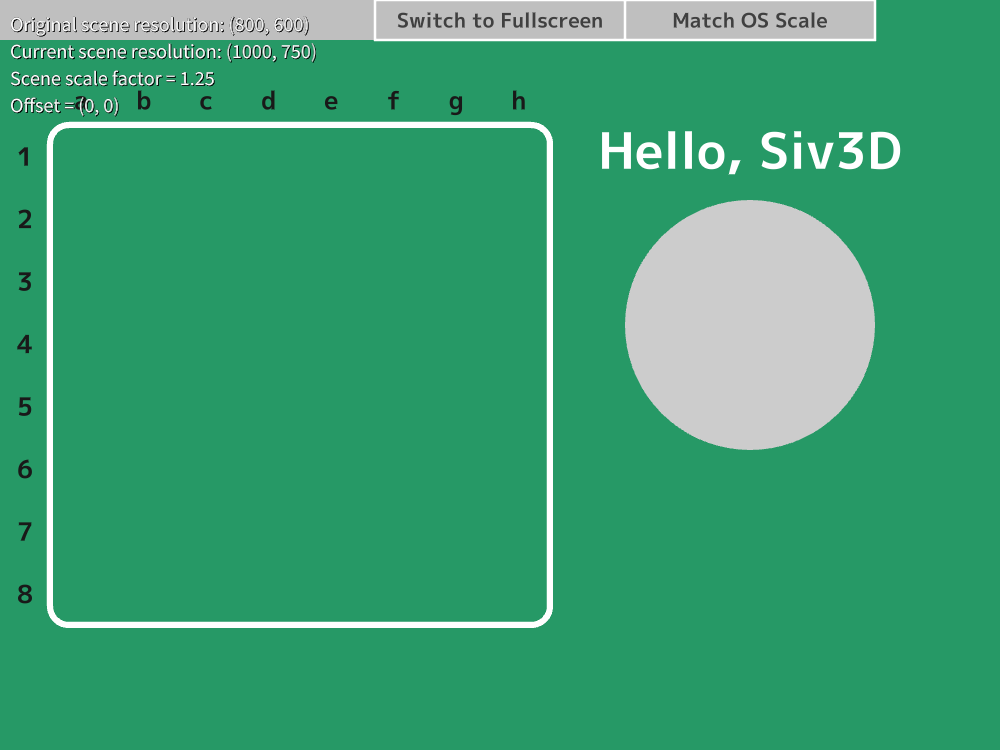 Original scene resolution: (800, 600)
Switch to Fullscreen
Match OS Scale
Current scene resolution: (1000, 750)
Scene scale factor = 1.25
Offset = (0, 0)
a b c d e f g h
Hello, Siv3D
1
2
3
4
5
6
7
8